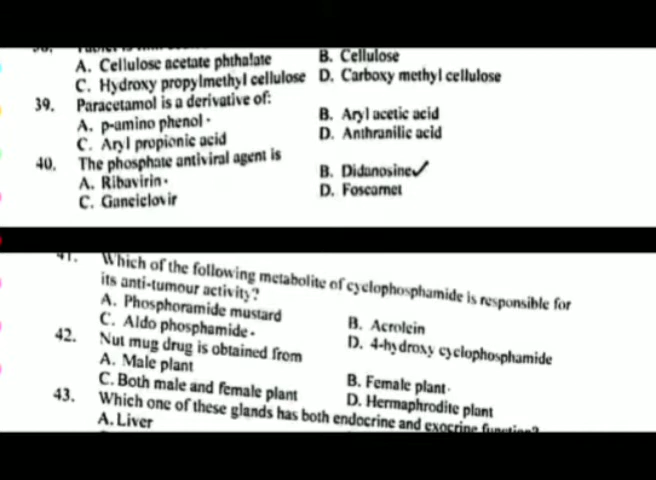 A. Cellulose acetate phthalate B. Cellulose
C. Hydroxy propylmethyl cellulose D. Carboxy methyl cellulose
39. Paracetamol is a derivative of:
A. p-amino phenol B. Aryl acetic acid
C. Aryl propionic acid D. Anthranilic acid
40. The phosphate antiviral agent is
A. Ribavirin B. Didanosine✓
C. Ganciclovir D. Foscarnet
41. Which of the following metabolite of cyclophosphamide is responsible for
its anti-tumour activity?
A. Phosphoramide mustard B. Acrolein
C. Aldo phosphamide D. 4-hydroxy cyclophosphamide
42. Nut mug drug is obtained from
A. Male plant B. Female plant
C. Both male and female plant D. Hermaphrodite plant
43. Which one of these glands has both endocrine and exocrine function?
A. Liver